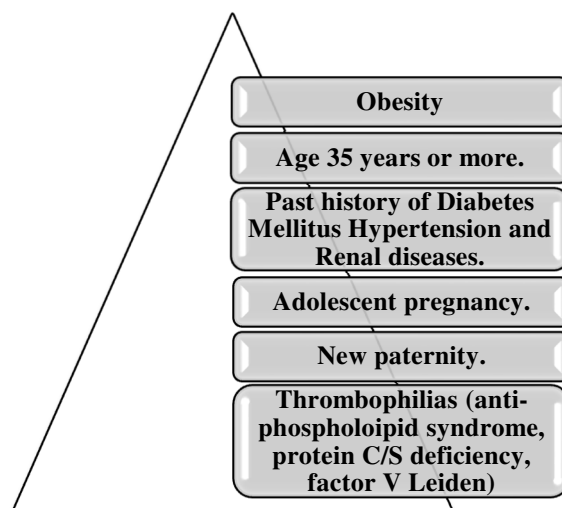 Obesity
Age 35 years or more.
Past history of Diabetes
Mellitus Hypertension and
Renal diseases.
Adolescent pregnancy.
New paternity.
Thrombophilias (anti-
phospholoipid syndrome,
protein C/S deficiency,
factor V Leiden)